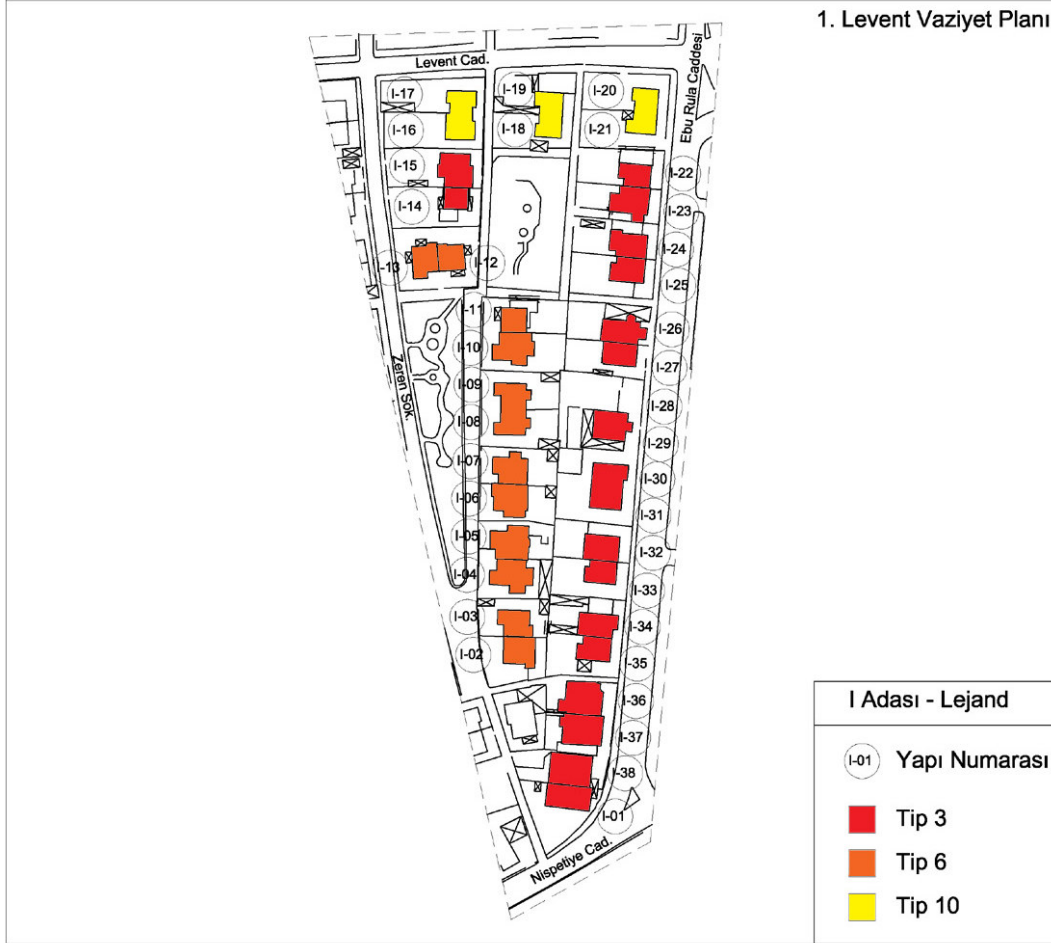 1. Levent Vaziyet Planı
Levent Cad.
Ebu Rula Caddesi
I-17
I-19
I-20
I-16
I-18
I-21
I-15
I-22
I-14
I-23
I-24
I-13
I-12
I-25
I-11
I-26
I-10
I-27
Zeren Sok.
I-09
I-28
I-08
I-29
I-07
I-30
I-06
I-31
I-05
I-32
I-04
I-33
I-03
I-34
I-02
I-35
I-36
I-37
I-38
I-01
Nispetiye Cad.
I Adası - Lejand
I-01 Yapı Numarası
Tip 3
Tip 6
Tip 10